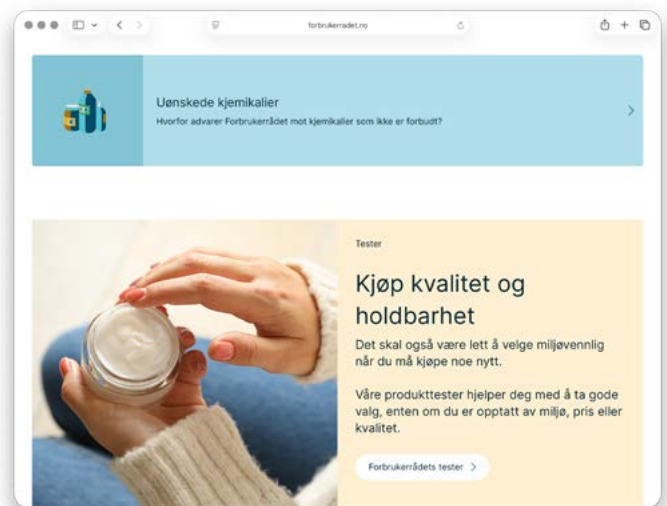 forbrukerradet.no
Uønskede kjemikalier
Hvorfor advarer Forbrukerrådet mot kjemikalier som ikke er forbudt?
Tester
Kjøp kvalitet og
holdbarhet
Det skal også være lett å velge miljøvennlig
når du må kjøpe noe nytt.
Våre produkttester hjelper deg med å ta gode
valg, enten om du er opptatt av miljø, pris eller
kvalitet.
Forbrukerrådets tester